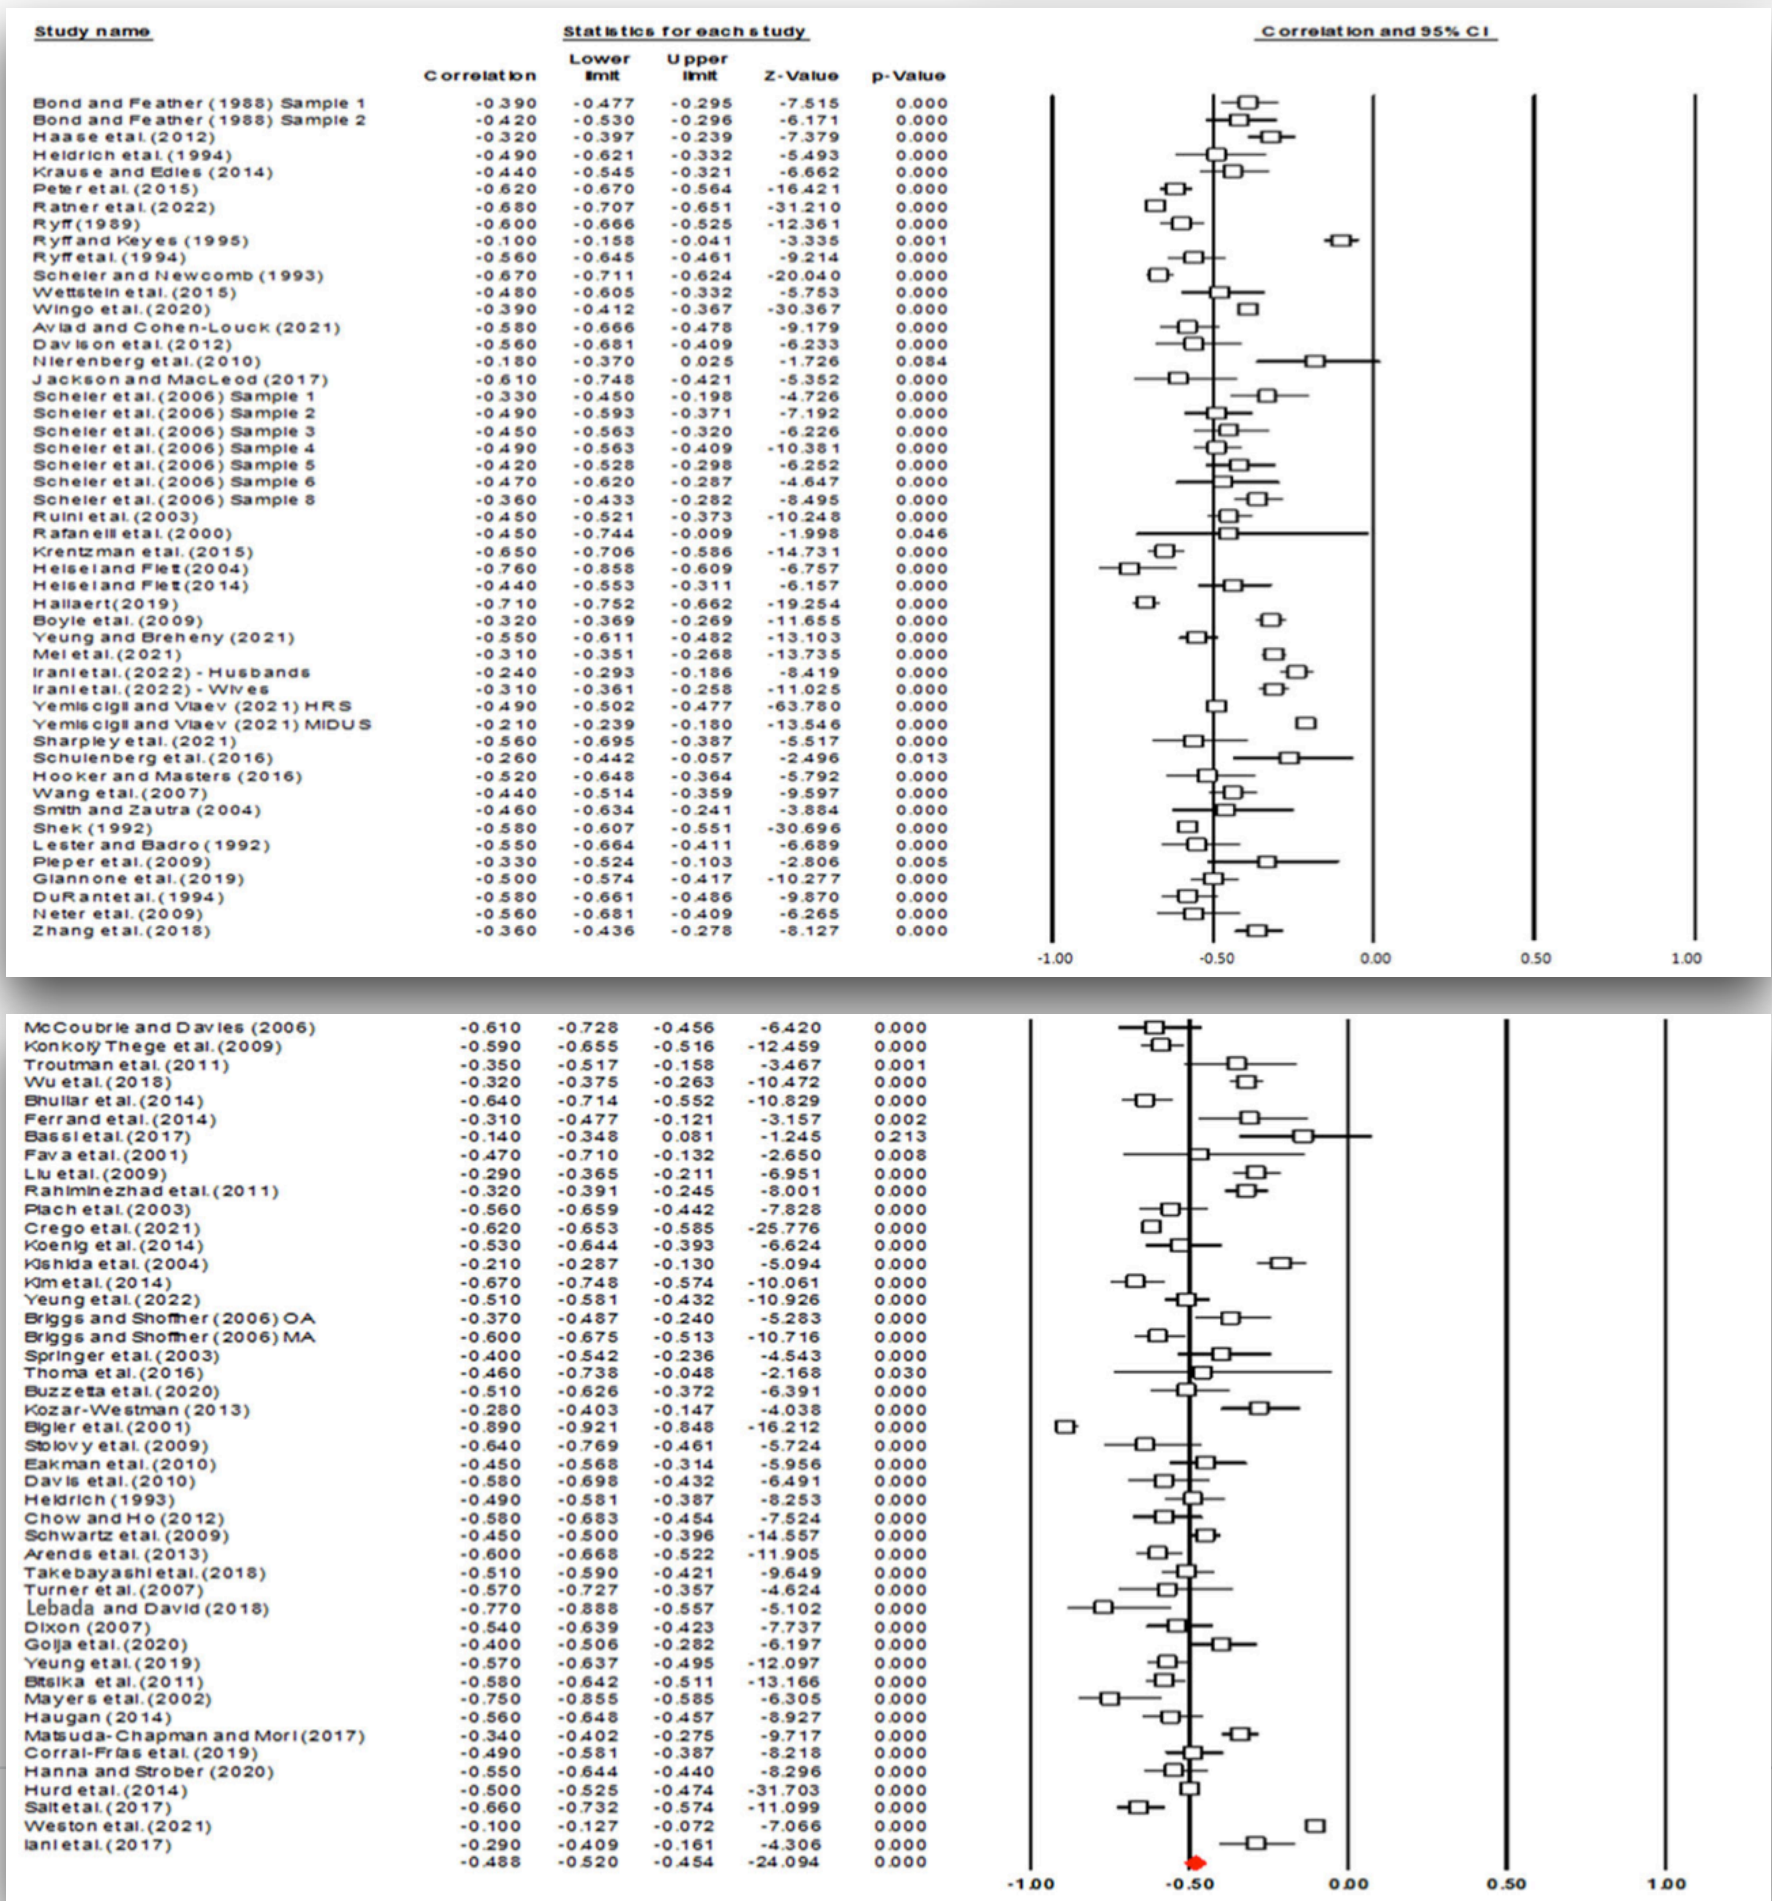 Study name Statistics for each study Correlation and 95% CI
Lower Upper
Correlation limit limit Z-Value p-Value
Bond and Feather (1988) Sample 1 -0.390 -0.477 -0.295 -7.515 0.000
Bond and Feather (1988) Sample 2 -0.420 -0.530 -0.296 -6.171 0.000
Haase et al. (2012) -0.320 -0.397 -0.239 -7.379 0.000
Heidrich et al. (1994) -0.490 -0.621 -0.332 -5.493 0.000
Krause and Edles (2014) -0.440 -0.545 -0.321 -6.662 0.000
Peter et al. (2015) -0.620 -0.670 -0.564 -16.421 0.000
Ratner et al. (2022) -0.680 -0.707 -0.651 -31.210 0.000
Ryff (1989) -0.600 -0.666 -0.525 -12.361 0.000
Ryff and Keyes (1995) -0.100 -0.158 -0.041 -3.335 0.001
Ryff et al. (1994) -0.560 -0.645 -0.461 -9.214 0.000
Scheier and Newcomb (1993) -0.670 -0.711 -0.624 -20.040 0.000
Wettstein et al. (2015) -0.480 -0.605 -0.332 -5.753 0.000
Wingo et al. (2020) -0.390 -0.412 -0.367 -30.367 0.000
Aviad and Cohen-Louck (2021) -0.580 -0.666 -0.478 -9.179 0.000
Davison et al. (2012) -0.560 -0.681 -0.409 -6.233 0.000
Nierenberg et al. (2010) -0.180 -0.370 0.025 -1.726 0.084
Jackson and MacLeod (2017) -0.610 -0.748 -0.421 -5.352 0.000
Scheier et al. (2006) Sample 1 -0.330 -0.450 -0.198 -4.726 0.000
Scheier et al. (2006) Sample 2 -0.490 -0.593 -0.371 -7.192 0.000
Scheier et al. (2006) Sample 3 -0.450 -0.563 -0.320 -6.226 0.000
Scheier et al. (2006) Sample 4 -0.490 -0.563 -0.409 -10.381 0.000
Scheier et al. (2006) Sample 5 -0.420 -0.528 -0.298 -6.252 0.000
Scheier et al. (2006) Sample 6 -0.470 -0.620 -0.287 -4.647 0.000
Scheier et al. (2006) Sample 8 -0.360 -0.433 -0.282 -8.495 0.000
Ruini et al. (2003) -0.450 -0.521 -0.373 -10.248 0.000
Rafanelli et al. (2000) -0.450 -0.744 -0.009 -1.998 0.046
Krentzman et al. (2015) -0.650 -0.706 -0.586 -14.731 0.000
Heisel and Flett (2004) -0.760 -0.858 -0.609 -6.757 0.000
Heisel and Flett (2014) -0.440 -0.553 -0.311 -6.157 0.000
Hallaert (2019) -0.710 -0.752 -0.662 -19.254 0.000
Boyle et al. (2009) -0.320 -0.369 -0.269 -11.655 0.000
Yeung and Breheny (2021) -0.550 -0.611 -0.482 -13.103 0.000
Mei et al. (2021) -0.310 -0.351 -0.268 -13.735 0.000
Irani et al. (2022) - Husbands -0.240 -0.293 -0.186 -8.419 0.000
Irani et al. (2022) - Wives -0.310 -0.361 -0.258 -11.025 0.000
Yemiscigil and Vlaev (2021) HRS -0.490 -0.502 -0.477 -63.780 0.000
Yemiscigil and Vlaev (2021) MIDUS -0.210 -0.239 -0.180 -13.546 0.000
Sharpley et al. (2021) -0.560 -0.695 -0.387 -5.517 0.000
Schulenberg et al. (2016) -0.260 -0.442 -0.057 -2.496 0.013
Hooker and Masters (2016) -0.520 -0.648 -0.364 -5.792 0.000
Wang et al. (2007) -0.440 -0.514 -0.359 -9.597 0.000
Smith and Zautra (2004) -0.460 -0.634 -0.241 -3.884 0.000
Shek (1992) -0.580 -0.607 -0.551 -30.696 0.000
Lester and Badro (1992) -0.550 -0.664 -0.411 -6.689 0.000
Pieper et al. (2009) -0.330 -0.524 -0.103 -2.806 0.005
Giannone et al. (2019) -0.500 -0.574 -0.417 -10.277 0.000
DuRant et al. (1994) -0.580 -0.661 -0.486 -9.870 0.000
Neter et al. (2009) -0.560 -0.681 -0.409 -6.265 0.000
Zhang et al. (2018) -0.360 -0.436 -0.278 -8.127 0.000
-1.00 -0.50 0.00 0.50 1.00
McCoubrie and Davies (2006) -0.610 -0.728 -0.456 -6.420 0.000
Konkolÿ Thege et al. (2009) -0.590 -0.655 -0.516 -12.459 0.000
Troutman et al. (2011) -0.350 -0.517 -0.158 -3.467 0.001
Wu et al. (2018) -0.320 -0.375 -0.263 -10.472 0.000
Bhullar et al. (2014) -0.640 -0.714 -0.552 -10.829 0.000
Ferrand et al. (2014) -0.310 -0.477 -0.121 -3.157 0.002
Bassi et al. (2017) -0.140 -0.348 0.081 -1.245 0.213
Fava et al. (2001) -0.470 -0.710 -0.132 -2.650 0.008
Liu et al. (2009) -0.290 -0.365 -0.211 -6.951 0.000
Rahiminezhad et al. (2011) -0.320 -0.391 -0.245 -8.001 0.000
Plach et al. (2003) -0.560 -0.659 -0.442 -7.828 0.000
Crego et al. (2021) -0.620 -0.653 -0.585 -25.776 0.000
Koenig et al. (2014) -0.530 -0.644 -0.393 -6.624 0.000
Kishida et al. (2004) -0.210 -0.287 -0.130 -5.094 0.000
Kim et al. (2014) -0.670 -0.748 -0.574 -10.061 0.000
Yeung et al. (2022) -0.510 -0.581 -0.432 -10.926 0.000
Briggs and Shoffner (2006) OA -0.370 -0.487 -0.240 -5.283 0.000
Briggs and Shoffner (2006) MA -0.600 -0.675 -0.513 -10.716 0.000
Springer et al. (2003) -0.400 -0.542 -0.236 -4.543 0.000
Thoma et al. (2016) -0.460 -0.738 -0.048 -2.168 0.030
Buzzetta et al. (2020) -0.510 -0.626 -0.372 -6.391 0.000
Kozar-Westman (2013) -0.280 -0.403 -0.147 -4.038 0.000
Bigler et al. (2001) -0.890 -0.921 -0.848 -16.212 0.000
Stolovy et al. (2009) -0.640 -0.769 -0.461 -5.724 0.000
Eakman et al. (2010) -0.450 -0.568 -0.314 -5.956 0.000
Davis et al. (2010) -0.580 -0.698 -0.432 -6.491 0.000
Heidrich (1993) -0.490 -0.581 -0.387 -8.253 0.000
Chow and Ho (2012) -0.580 -0.683 -0.454 -7.524 0.000
Schwartz et al. (2009) -0.450 -0.500 -0.396 -14.557 0.000
Arends et al. (2013) -0.600 -0.668 -0.522 -11.905 0.000
Takebayashi et al. (2018) -0.510 -0.590 -0.421 -9.649 0.000
Turner et al. (2007) -0.570 -0.727 -0.357 -4.624 0.000
Lebada and David (2018) -0.770 -0.888 -0.557 -5.102 0.000
Dixon (2007) -0.540 -0.639 -0.423 -7.737 0.000
Golja et al. (2020) -0.400 -0.506 -0.282 -6.197 0.000
Yeung et al. (2019) -0.570 -0.637 -0.495 -12.097 0.000
Bitsika et al. (2011) -0.580 -0.642 -0.511 -13.166 0.000
Mayers et al. (2002) -0.750 -0.855 -0.585 -6.305 0.000
Haugan (2014) -0.560 -0.648 -0.457 -8.927 0.000
Matsuda-Chapman and Mori (2017) -0.340 -0.402 -0.275 -9.717 0.000
Corral-Frías et al. (2019) -0.490 -0.581 -0.387 -8.218 0.000
Hanna and Strober (2020) -0.550 -0.644 -0.440 -8.296 0.000
Hurd et al. (2014) -0.500 -0.525 -0.474 -31.703 0.000
Salt et al. (2017) -0.660 -0.732 -0.574 -11.099 0.000
Weston et al. (2021) -0.100 -0.127 -0.072 -7.066 0.000
Iani et al. (2017) -0.290 -0.409 -0.161 -4.306 0.000
-0.488 -0.520 -0.454 -24.094 0.000
-1.00 -0.50 0.00 0.50 1.00